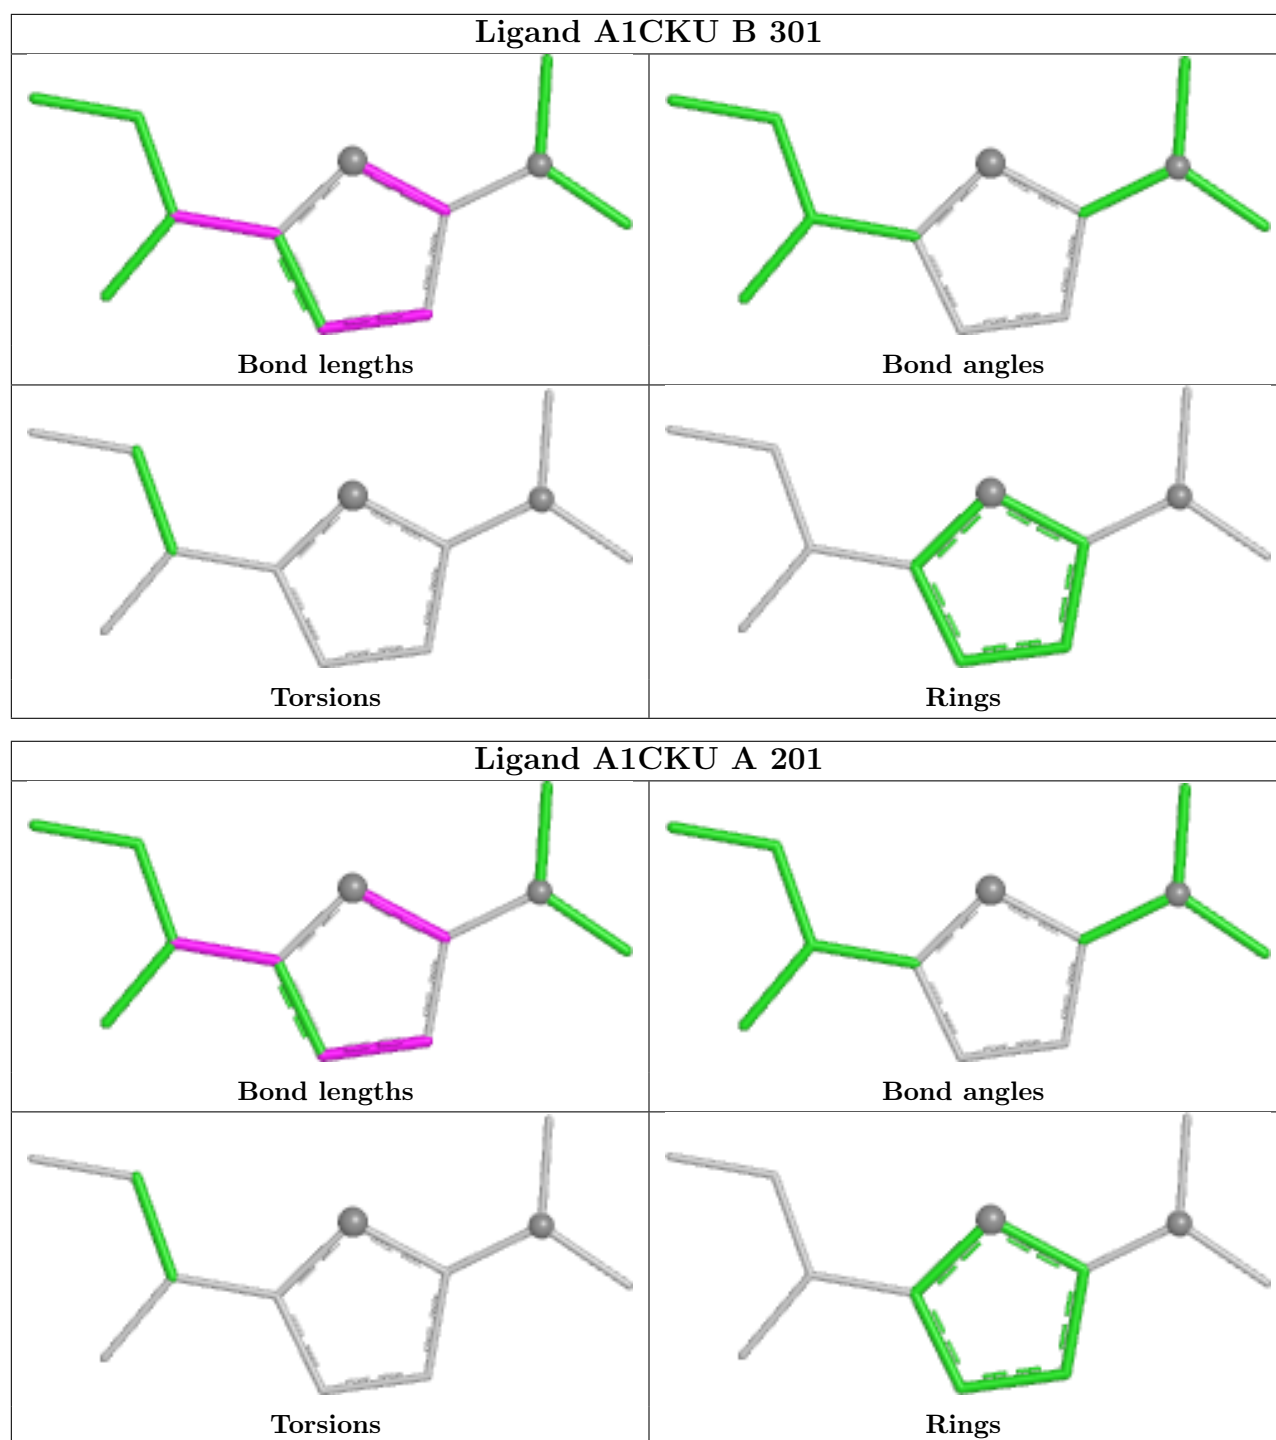 Ligand A1CKU B 301
Bond lengths
Bond angles
Torsions
Rings
Ligand A1CKU A 201
Bond lengths
Bond angles
Torsions
Rings